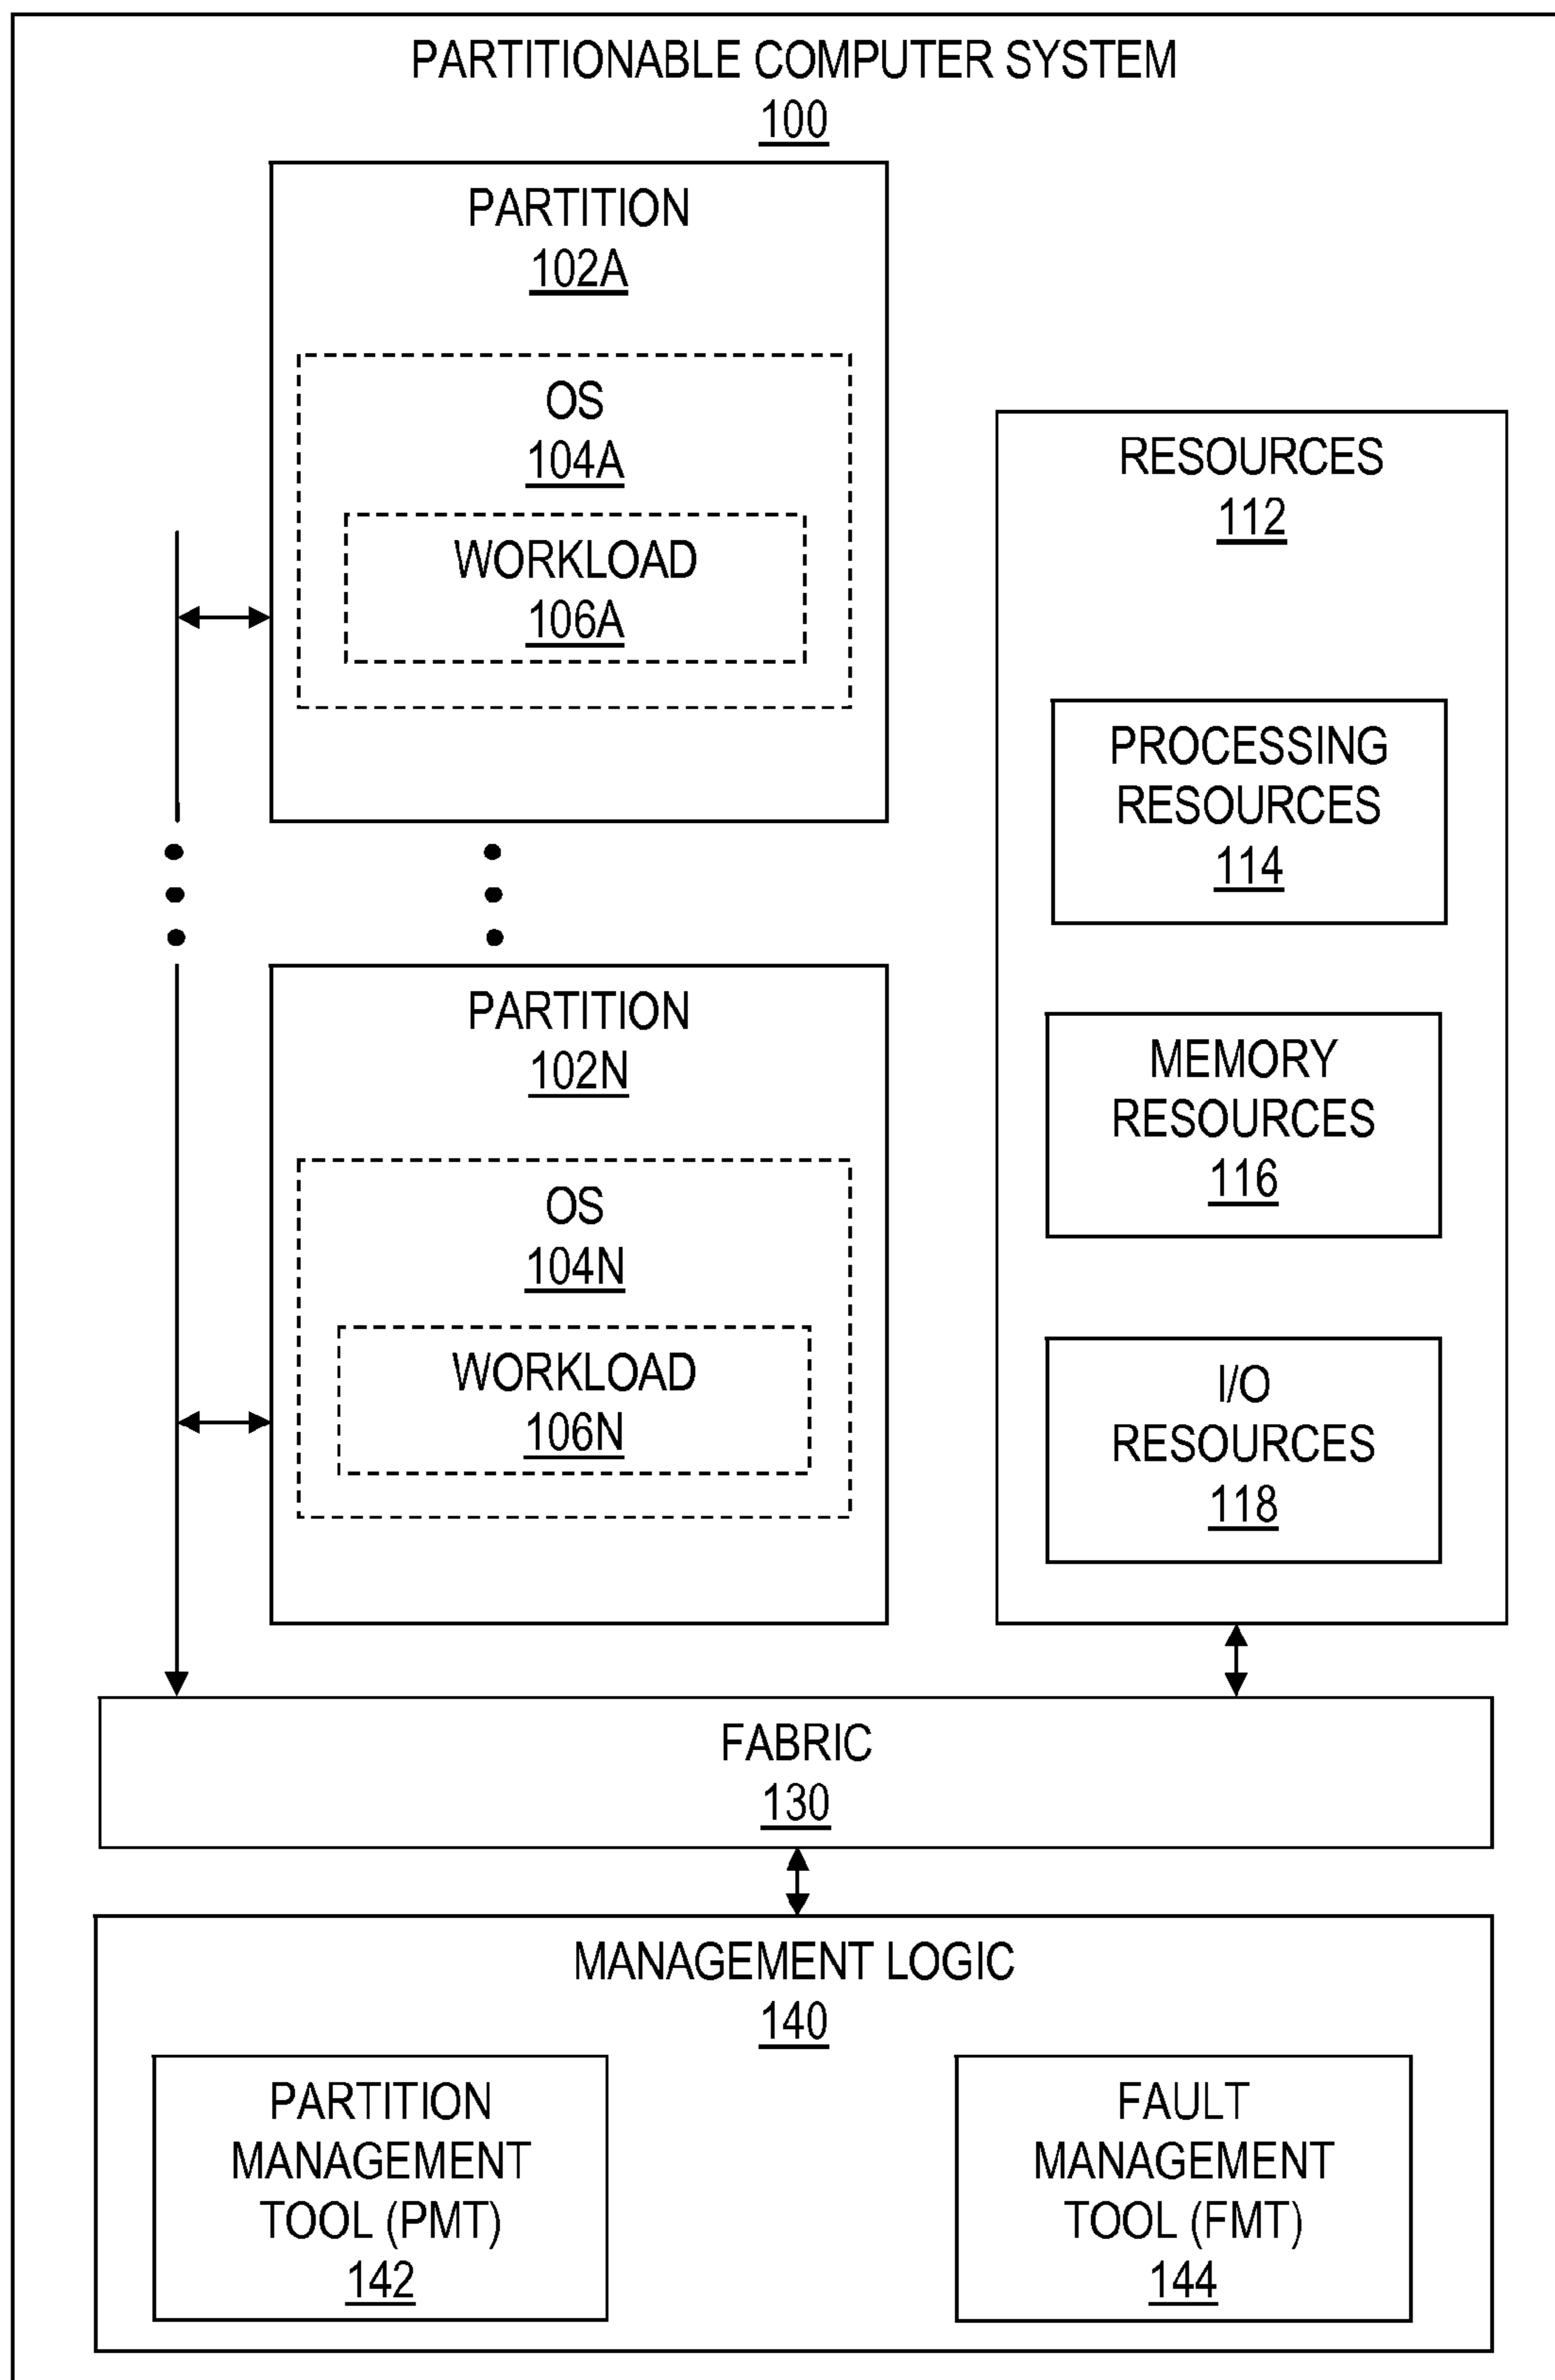 PARTITIONABLE COMPUTER SYSTEM
100
PARTITION
102A
OS
104A
WORKLOAD
106A
PARTITION
102N
OS
104N
WORKLOAD
106N
RESOURCES
112
PROCESSING
RESOURCES
114
MEMORY
RESOURCES
116
I/O
RESOURCES
118
FABRIC
130
MANAGEMENT LOGIC
140
PARTITION
MANAGEMENT
TOOL (PMT)
142
FAULT
MANAGEMENT
TOOL (FMT)
144